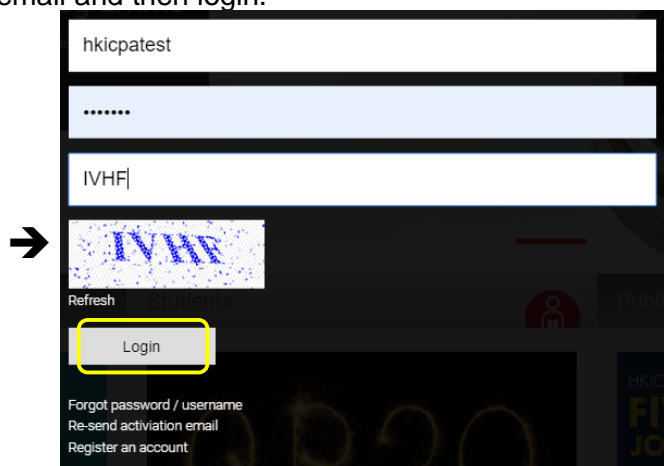 email and then login.
hkicpatest
•••••••
IVHF
IVHF
Refresh
Students
Publi
Login
HKIC
FI
JO
Forgot password / username
Re-send activiation email
Register an account